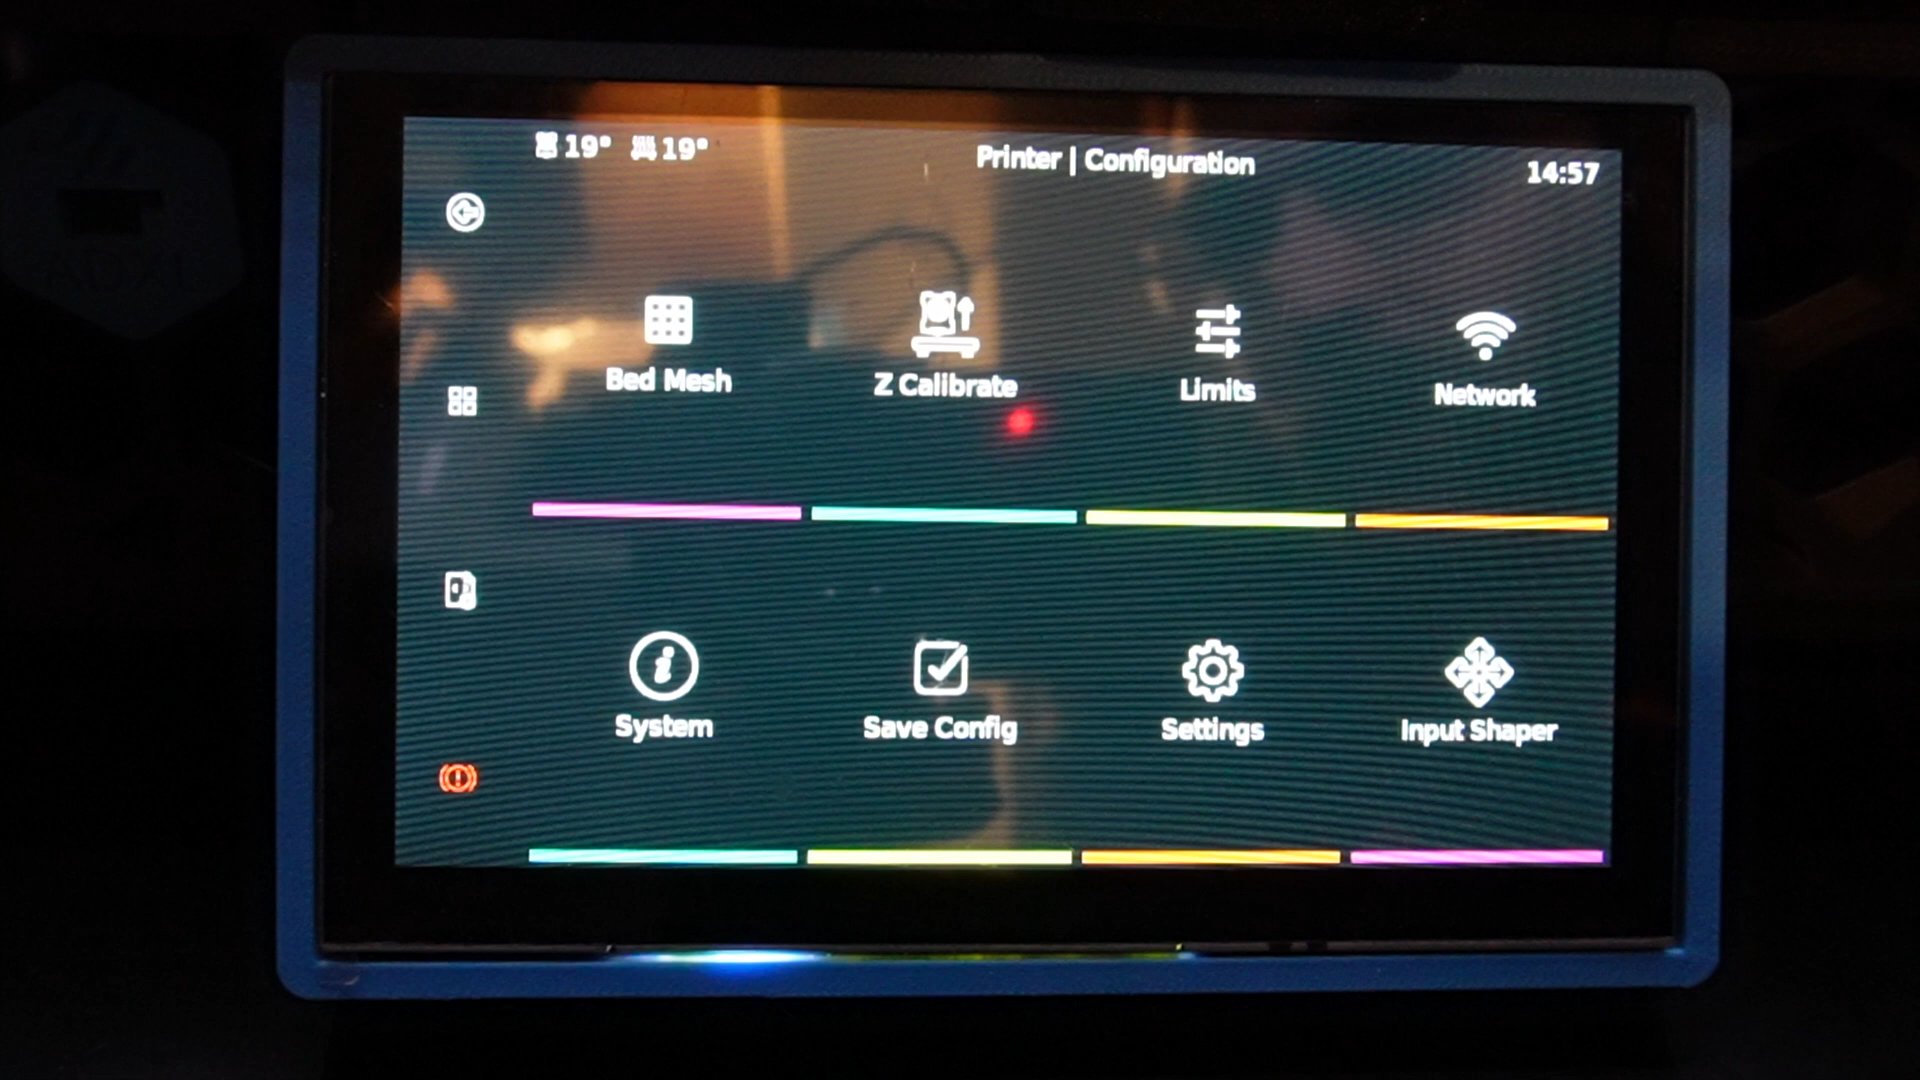 19° 19° Printer | Configuration 14:57
Bed Mesh Z Calibrate Limits Network
System Save Config Settings Input Shaper